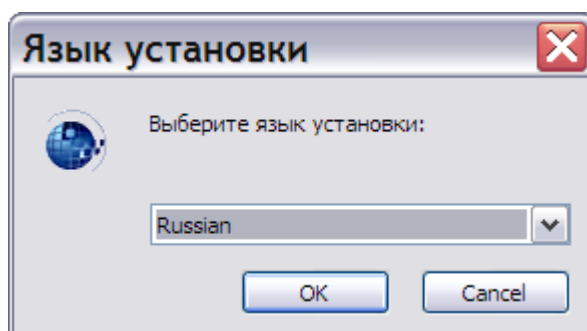 Язык установки
Выберите язык установки:
Russian
OK
Cancel